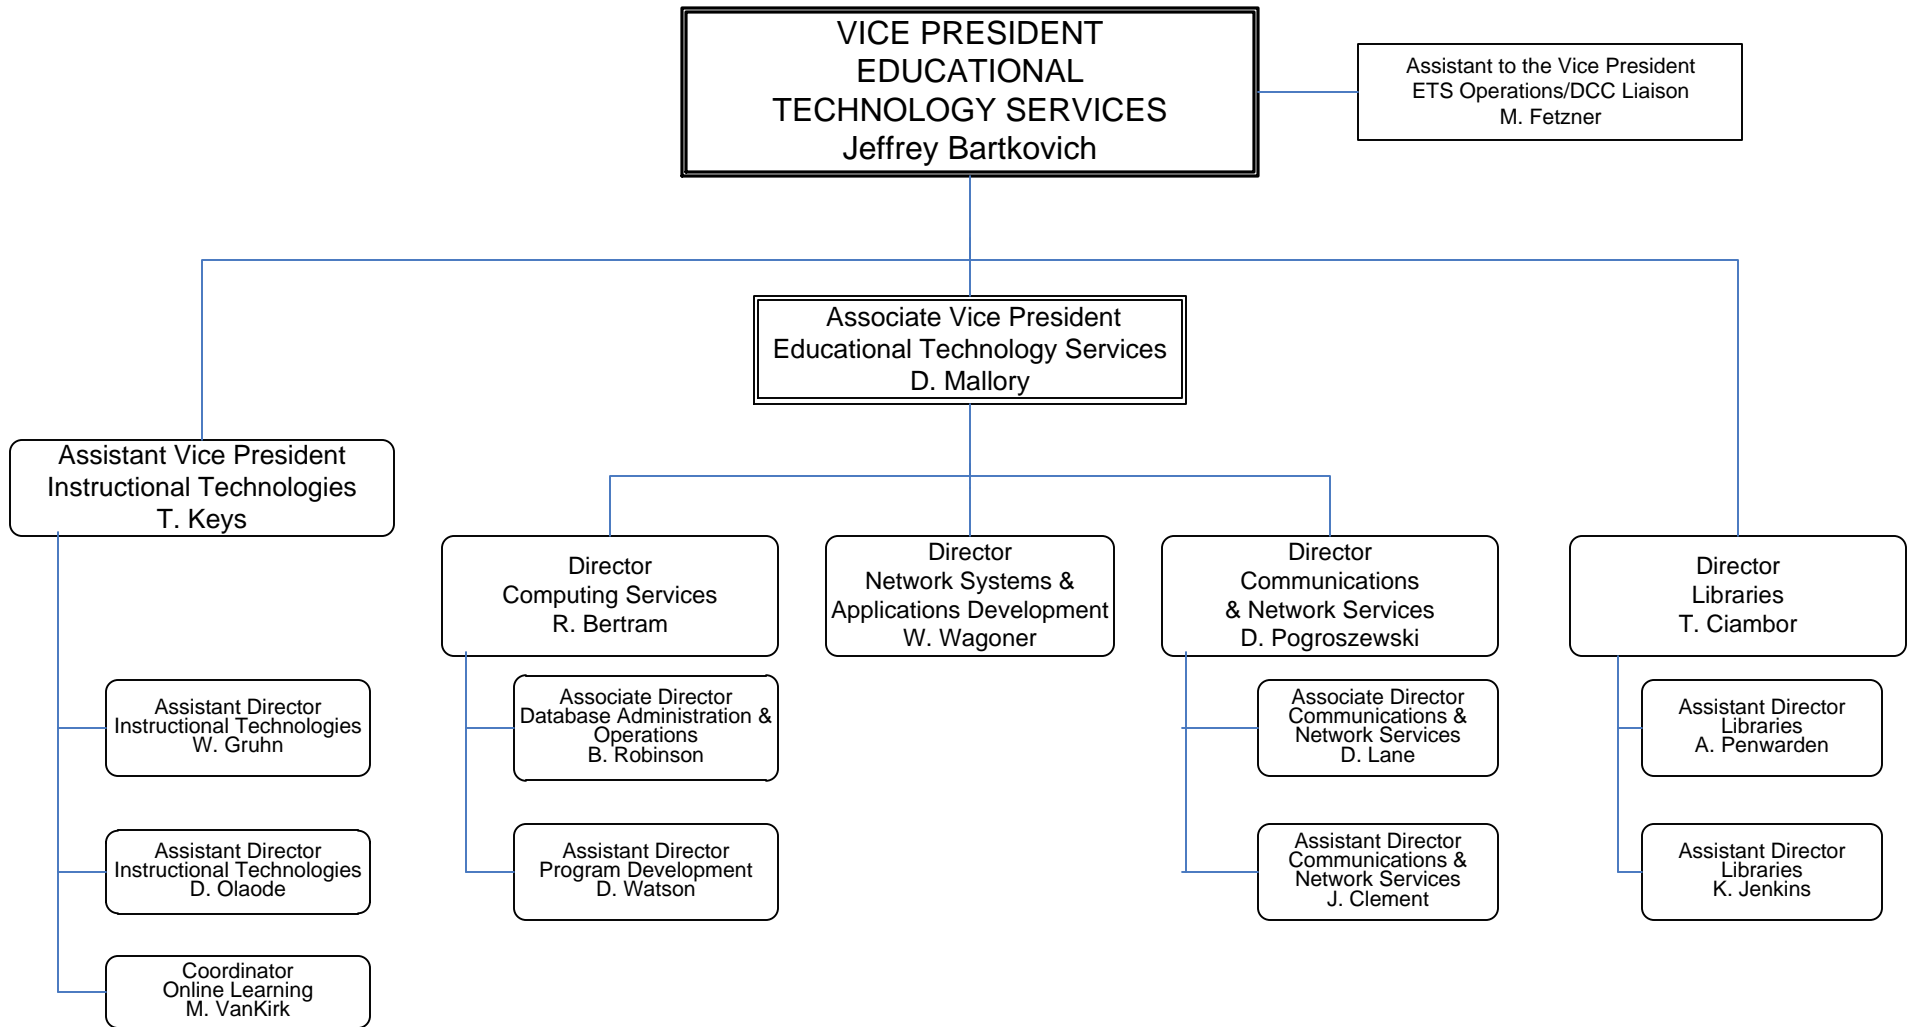 VICE PRESIDENT
EDUCATIONAL
TECHNOLOGY SERVICES
Jeffrey Bartkovich
Assistant to the Vice President
ETS Operations/DCC Liaison
M. Fetzner
Associate Vice President
Educational Technology Services
D. Mallory
Assistant Vice President
Instructional Technologies
T. Keys
Director
Computing Services
R. Bertram
Director
Network Systems &
Applications Development
W. Wagoner
Director
Communications
& Network Services
D. Pogroszewski
Director
Libraries
T. Ciambor
Assistant Director
Instructional Technologies
W. Gruhn
Associate Director
Database Administration &
Operations
B. Robinson
Associate Director
Communications &
Network Services
D. Lane
Assistant Director
Libraries
A. Penwarden
Assistant Director
Instructional Technologies
D. Olaode
Assistant Director
Program Development
D. Watson
Assistant Director
Communications &
Network Services
J. Clement
Assistant Director
Libraries
K. Jenkins
Coordinator
Online Learning
M. VanKirk